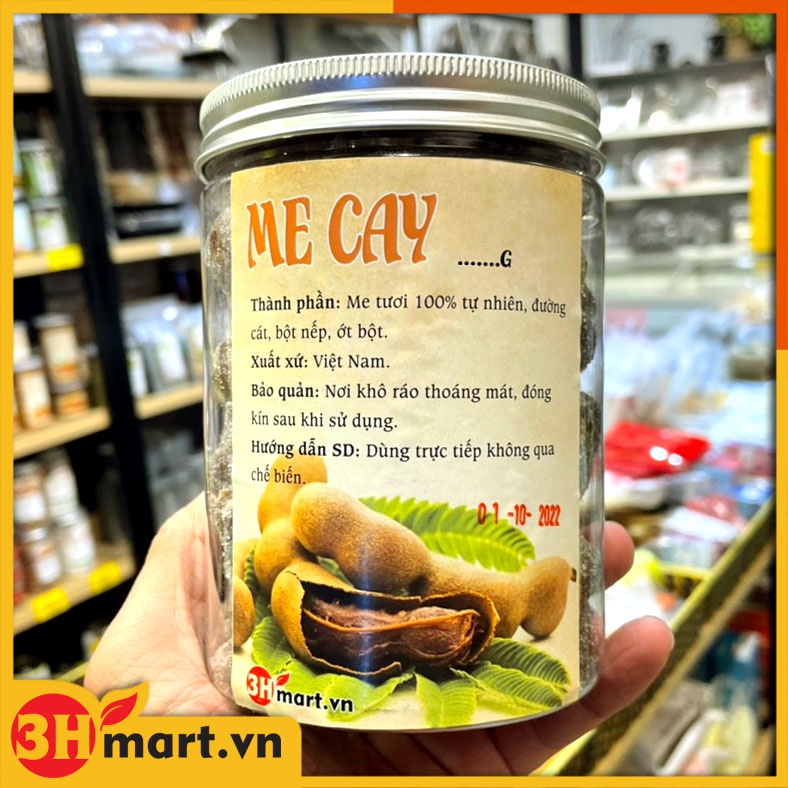 ME CAY
.......G
Thành phần: Me tươi 100% tự nhiên, đường
cát, bột nếp, ớt bột.
Xuất xứ: Việt Nam.
Bảo quản: Nơi khô ráo thoáng mát, đóng
kín sau khi sử dụng.
Hướng dẫn SD: Dùng trực tiếp không qua
chế biến.
01 -10- 2022
3Hmart.vn
3Hmart.vn